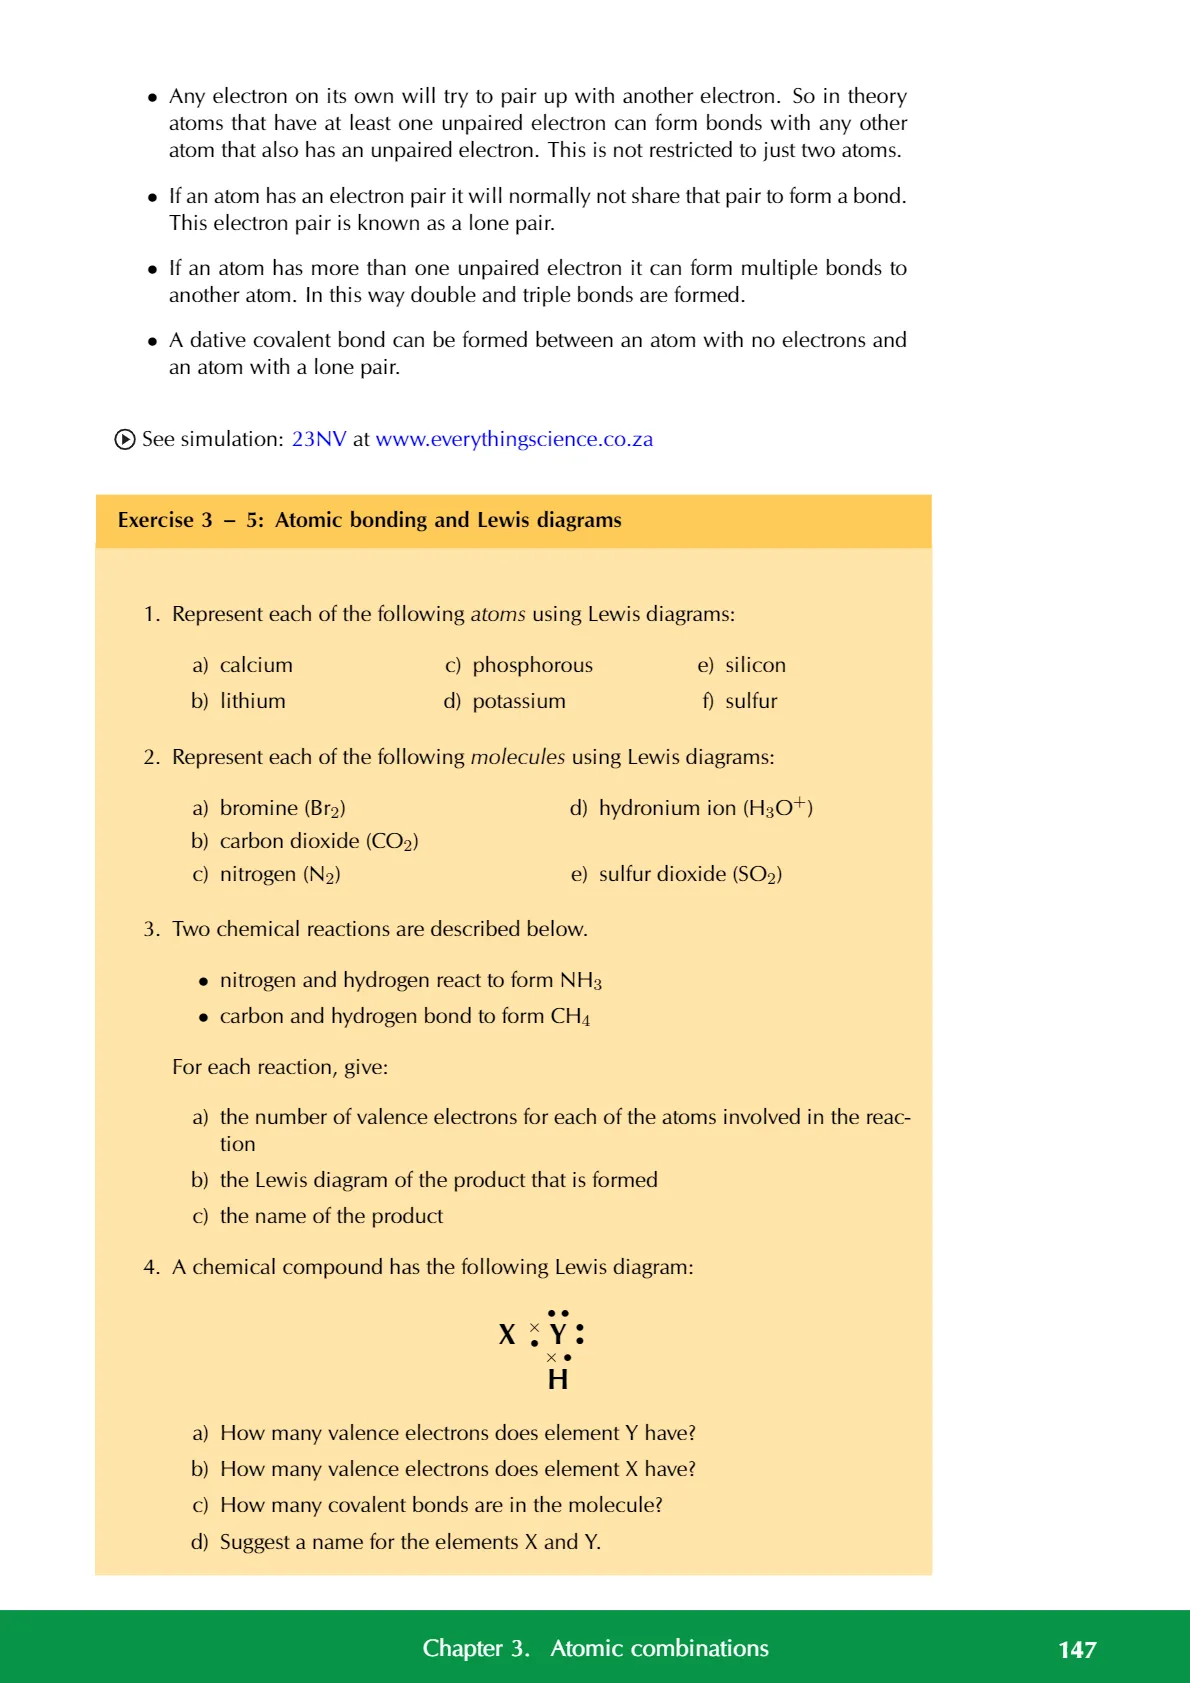 • Any electron on its own will try to pair up with another electron. So in theory
atoms that have at least one unpaired electron can form bonds with any other
atom that also has an unpaired electron. This is not restricted to just two atoms.
• If an atom has an electron pair it will normally not share that pair to form a bond.
This electron pair is known as a lone pair.
• If an atom has more than one unpaired electron it can form multiple bonds to
another atom. In this way double and triple bonds are formed.
• A dative covalent bond can be formed between an atom with no electrons and
an atom with a lone pair.
See simulation: 23NV at www.everythingscience.co.za
Exercise 3 – 5: Atomic bonding and Lewis diagrams
1. Represent each of the following atoms using Lewis diagrams:
a) calcium
b) lithium
c) phosphorous
d) potassium
e) silicon
f) sulfur
2. Represent each of the following molecules using Lewis diagrams:
a) bromine (Br₂)
b) carbon dioxide (CO₂)
c) nitrogen (N₂)
d) hydronium ion (H₃O⁺)
e) sulfur dioxide (SO₂)
3. Two chemical reactions are described below.
• nitrogen and hydrogen react to form NH₃
• carbon and hydrogen bond to form CH₄
For each reaction, give:
a) the number of valence electrons for each of the atoms involved in the reac-
tion
b) the Lewis diagram of the product that is formed
c) the name of the product
4. A chemical compound has the following Lewis diagram:
X Y
H
a) How many valence electrons does element Y have?
b) How many valence electrons does element X have?
c) How many covalent bonds are in the molecule?
d) Suggest a name for the elements X and Y.
Chapter 3. Atomic combinations 147